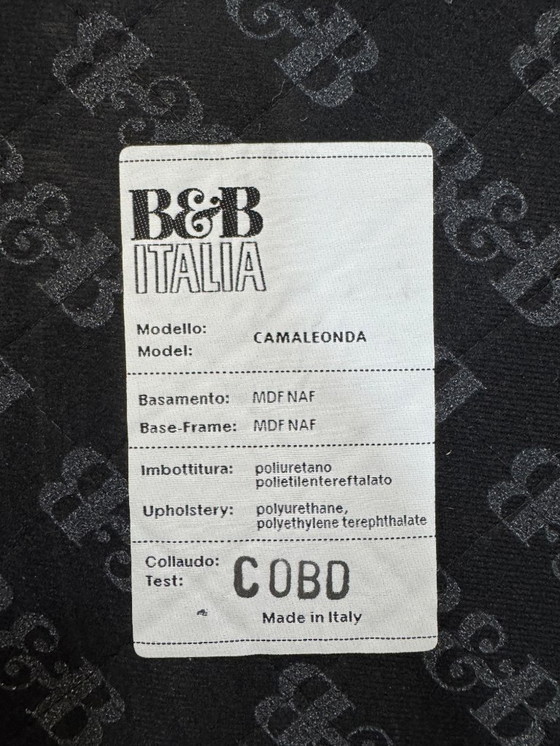 B&B
ITALIA
Modello:
Model: CAMALEONDA
Basamento: MDF NAF
Base-Frame: MDF NAF
Imbottitura: poliuretano
polietilentereftalato
Upholstery: polyurethane,
polyethylene terephthalate
Collaudo:
Test: COBD
Made in Italy